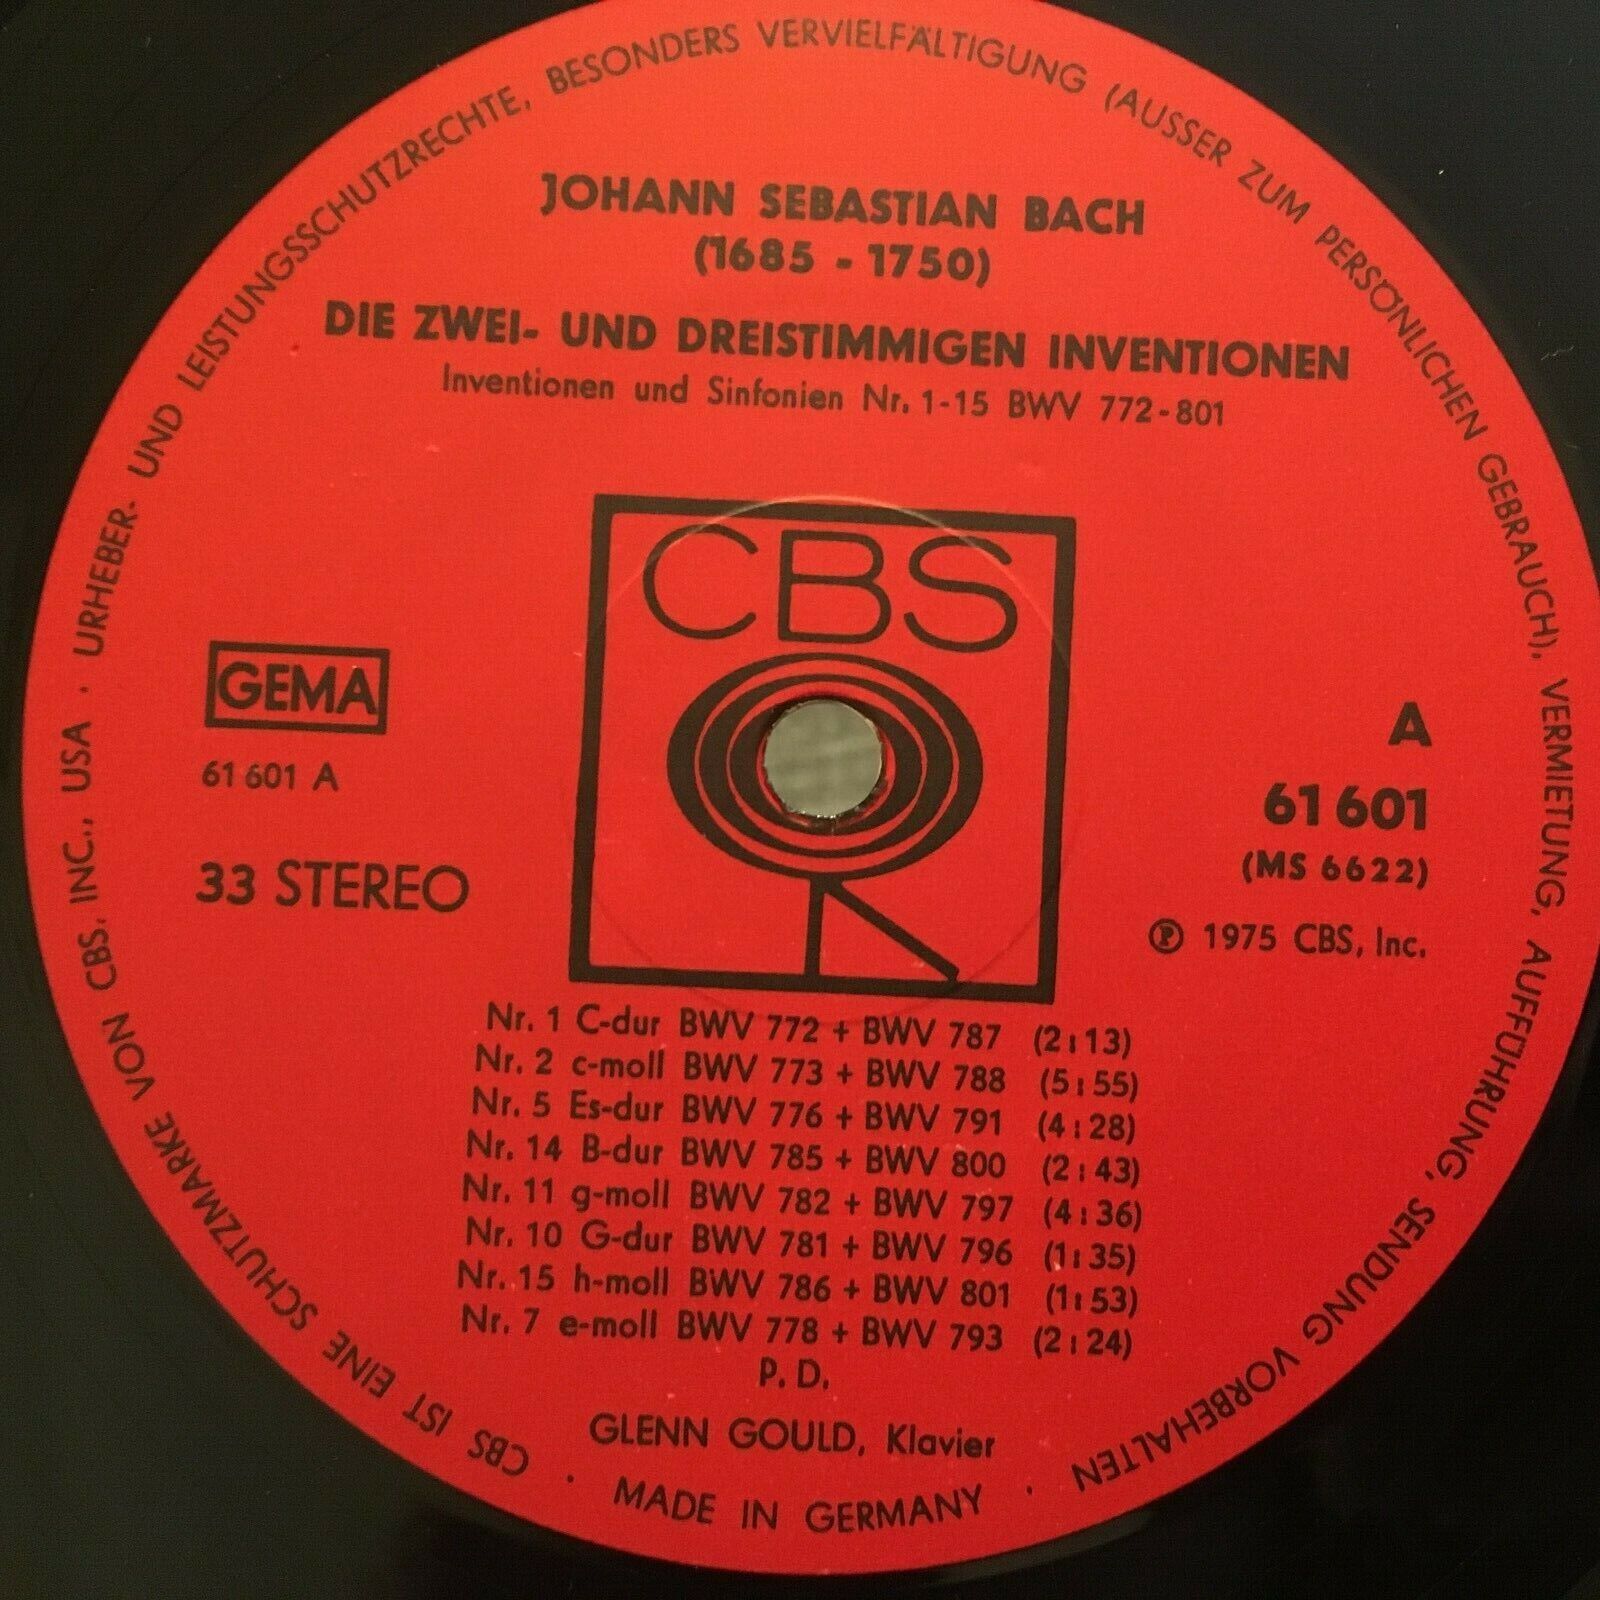 URHEBER- UND LEISTUNGSSCHUTZRECHTE, BESONDERS VERVIELFÄLTIGUNG (AUSSER ZUM PERSÖNLICHEN GEBRAUCH), VERMIETUNG, AUFFÜHRUNG, SENDUNG VORBEHALTEN
JOHANN SEBASTIAN BACH
(1685 - 1750)
DIE ZWEI- UND DREISTIMMIGEN INVENTIONEN
Inventionen und Sinfonien Nr. 1-15 BWV 772-801
CBS
GEMA
61 601 A
33 STEREO
A
61 601
(MS 6622)
Ⓟ 1975 CBS, Inc.
Nr. 1 C-dur BWV 772 + BWV 787 (2:13)
Nr. 2 c-moll BWV 773 + BWV 788 (5:55)
Nr. 5 Es-dur BWV 776 + BWV 791 (4:28)
Nr. 14 B-dur BWV 785 + BWV 800 (2:43)
Nr. 11 g-moll BWV 782 + BWV 797 (4:36)
Nr. 10 G-dur BWV 781 + BWV 796 (1:35)
Nr. 15 h-moll BWV 786 + BWV 801 (1:53)
Nr. 7 e-moll BWV 778 + BWV 793 (2:24)
P. D.
GLENN GOULD, Klavier
· MADE IN GERMANY ·
CBS IST EINE SCHUTZMARKE VON CBS, INC., USA ·